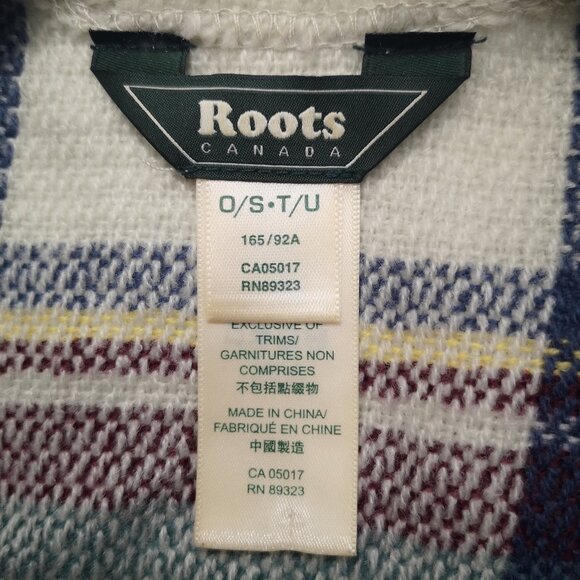 Roots
CANADA
O/S•T/U
165/92A
CA05017
RN89323
EXCLUSIVE OF
TRIMS/
GARNITURES NON
COMPRISES
不包括點綴物
MADE IN CHINA/
FABRIQUÉ EN CHINE
中國製造
CA 05017
RN 89323